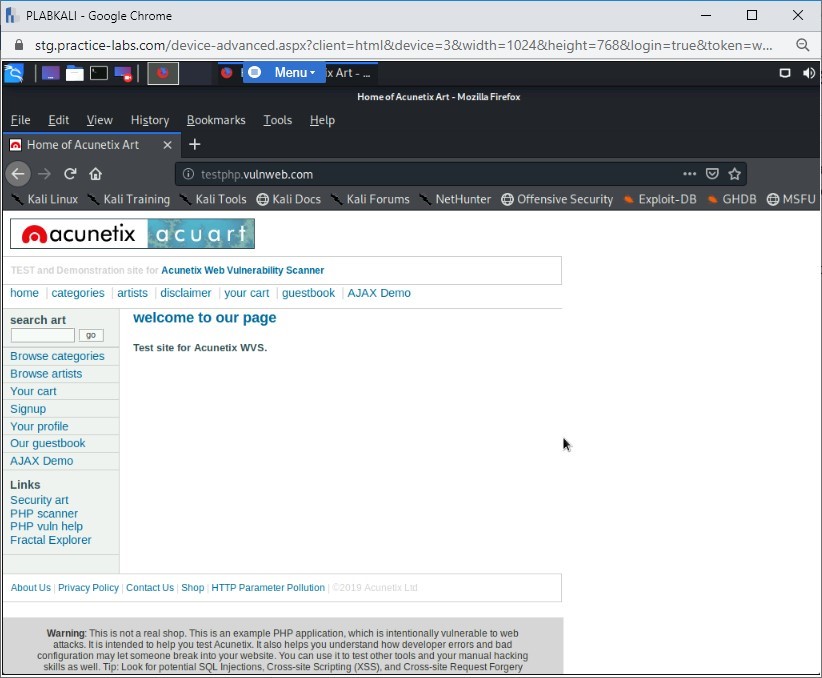 PLABKALI - Google Chrome
stg.practice-labs.com/device-advanced.aspx?client=html&device=3&width=1024&height=768&login=true&token=w...
Menu
x Art - ...
Home of Acunetix Art - Mozilla Firefox
File Edit View History Bookmarks Tools Help
Home of Acunetix Art
testphp.vulnweb.com
Kali Linux Kali Training Kali Tools Kali Docs Kali Forums NetHunter Offensive Security Exploit-DB GHDB MSFU
acunetix acuart
TEST and Demonstration site for Acunetix Web Vulnerability Scanner
home | categories | artists | disclaimer | your cart | guestbook | AJAX Demo
search art
go
Browse categories
Browse artists
Your cart
Signup
Your profile
Our guestbook
AJAX Demo
Links
Security art
PHP scanner
PHP vuln help
Fractal Explorer
welcome to our page
Test site for Acunetix WVS.
About Us | Privacy Policy | Contact Us | Shop | HTTP Parameter Pollution | ©2019 Acunetix Ltd
Warning: This is not a real shop. This is an example PHP application, which is intentionally vulnerable to web
attacks. It is intended to help you test Acunetix. It also helps you understand how developer errors and bad
configuration may let someone break into your website. You can use it to test other tools and your manual hacking
skills as well. Tip: Look for potential SQL Injections, Cross-site Scripting (XSS), and Cross-site Request Forgery